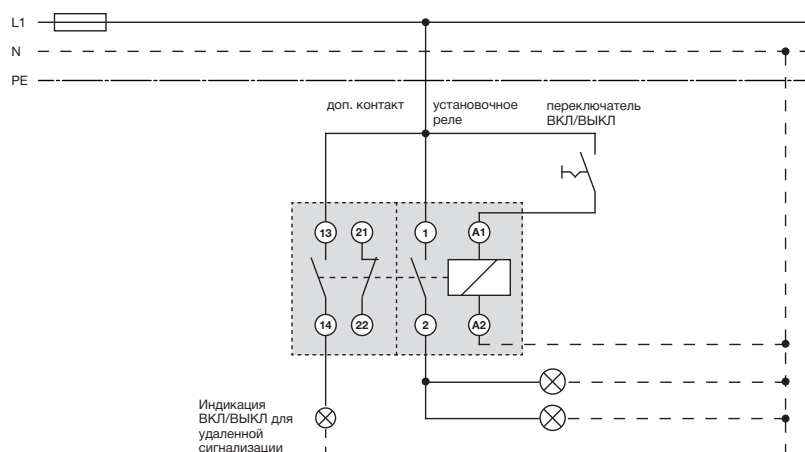 L1
N
PE
доп. контакт
установочное
реле
переключатель
ВКЛ/ВЫКЛ
13
21
1
A1
14
22
2
A2
Индикация
ВКЛ/ВЫКЛ для
удаленной
сигнализации